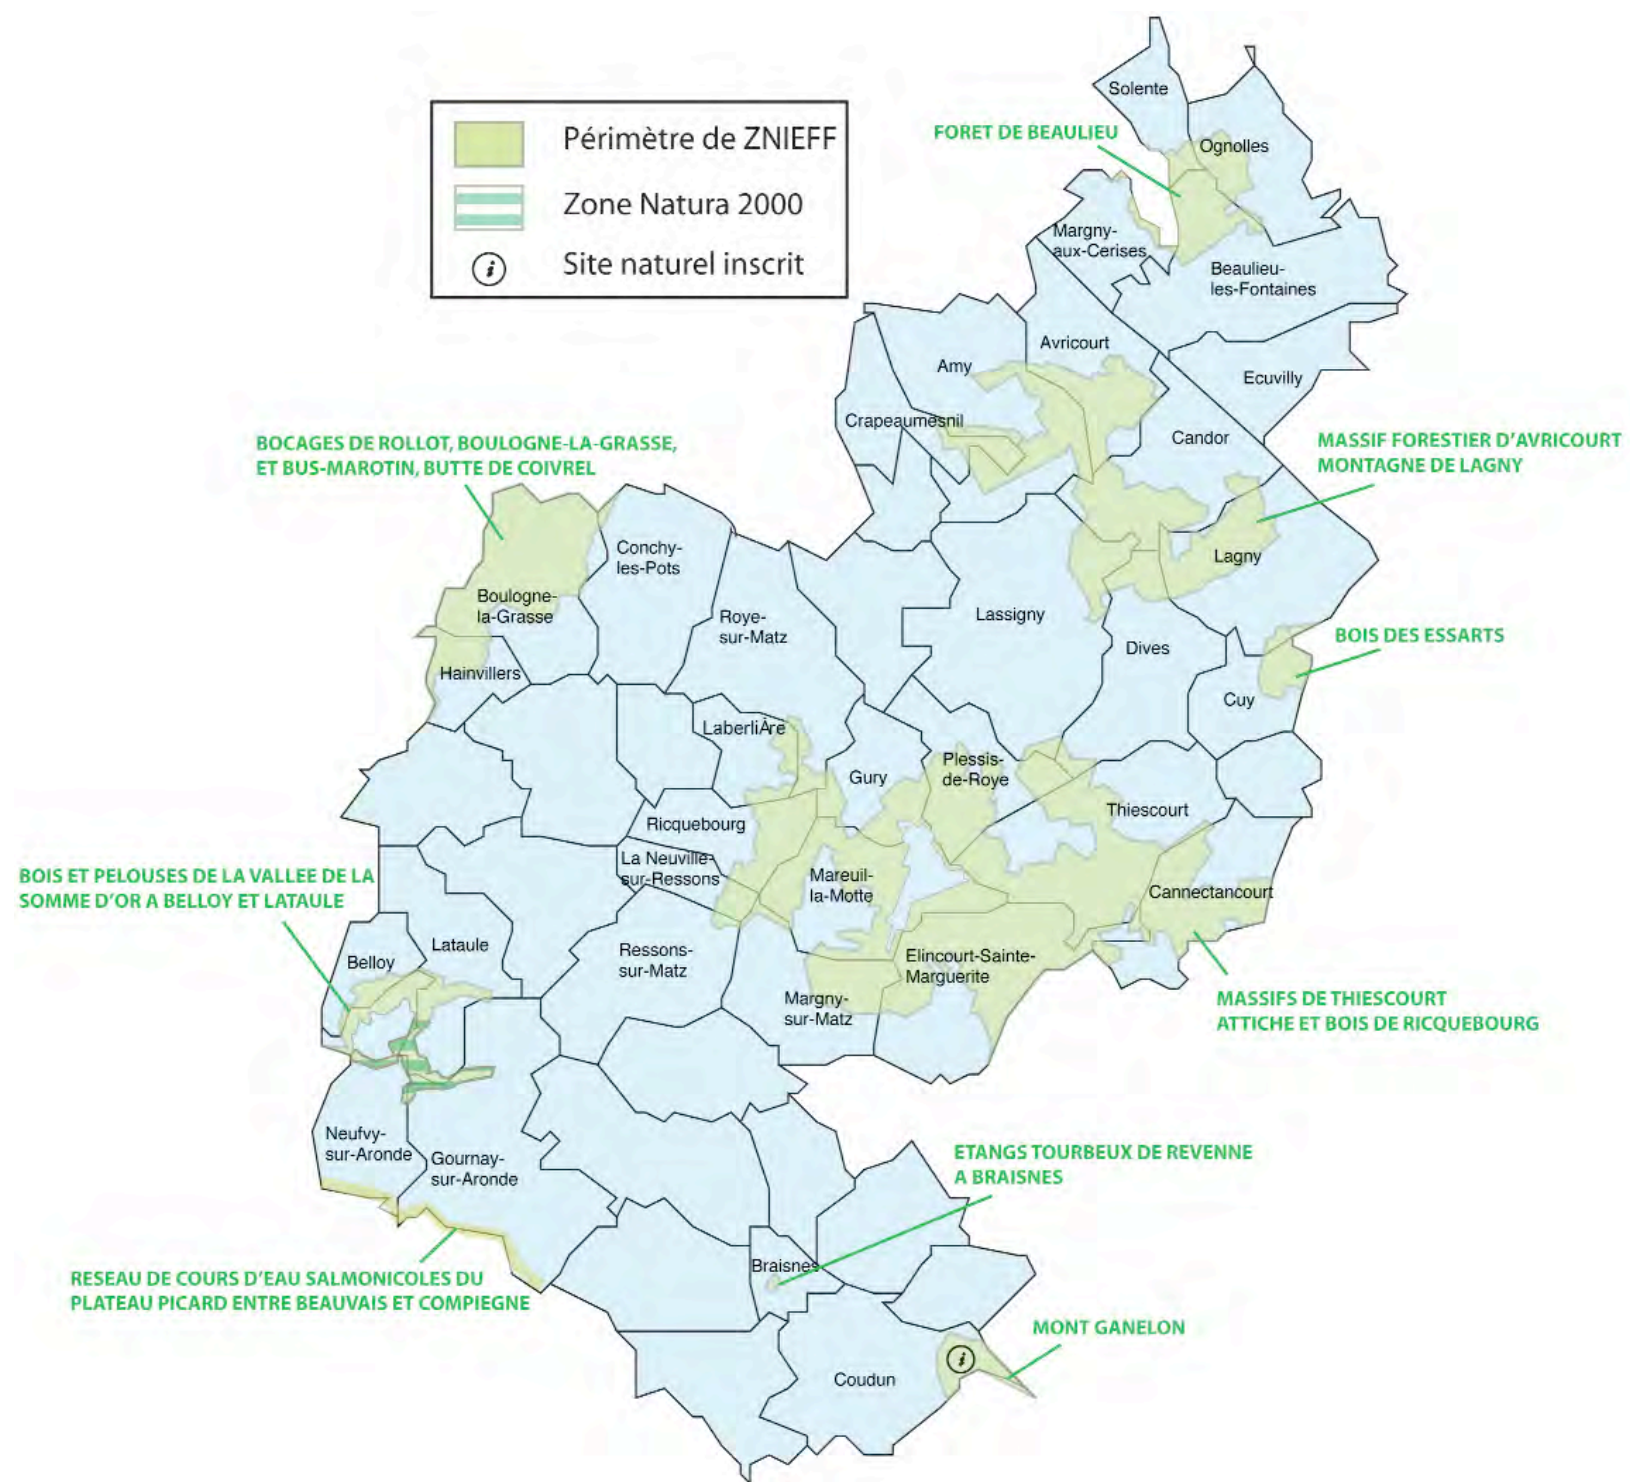 Solente
Périmètre de ZNIEFF
FORET DE BEAULIEU
Ognolles
Zone Natura 2000
Margny-
aux-Cerises
Site naturel inscrit
Beaulieu-
les-Fontaines
Avricourt
Amy
Ecuvilly
Crapeaumesnil
Candor
BOCAGES DE ROLLOT, BOULOGNE-LA-GRASSE,
ET BUS-MAROTIN, BUTTE DE COIVREL
MASSIF FORESTIER D'AVRICOURT
MONTAGNE DE LAGNY
Conchy-
les-Pots
Lagny
Boulogne-
la-Grasse
Roye-
sur-Matz
Lassigny
BOIS DES ESSARTS
Dives
Hainvillers
Cuy
LaberliÃre
Gury
Plessis-
de-Roye
Thiescourt
Ricquebourg
La Neuville-
sur-Ressons
Mareuil-
la-Motte
BOIS ET PELOUSES DE LA VALLEE DE LA
SOMME D'OR A BELLOY ET LATAULE
Cannectancourt
Lataule
Belloy
Ressons-
sur-Matz
Elincourt-Sainte-
Marguerite
Margny-
sur-Matz
MASSIFS DE THIESCOURT
ATTICHE ET BOIS DE RICQUEBOURG
Neufvy-
sur-Aronde
Gournay-
sur-Aronde
ETANGS TOURBEUX DE REVENNE
A BRAISNES
Braisnes
RESEAU DE COURS D'EAU SALMONICOLES DU
PLATEAU PICARD ENTRE BEAUVAIS ET COMPIEGNE
MONT GANELON
Coudun